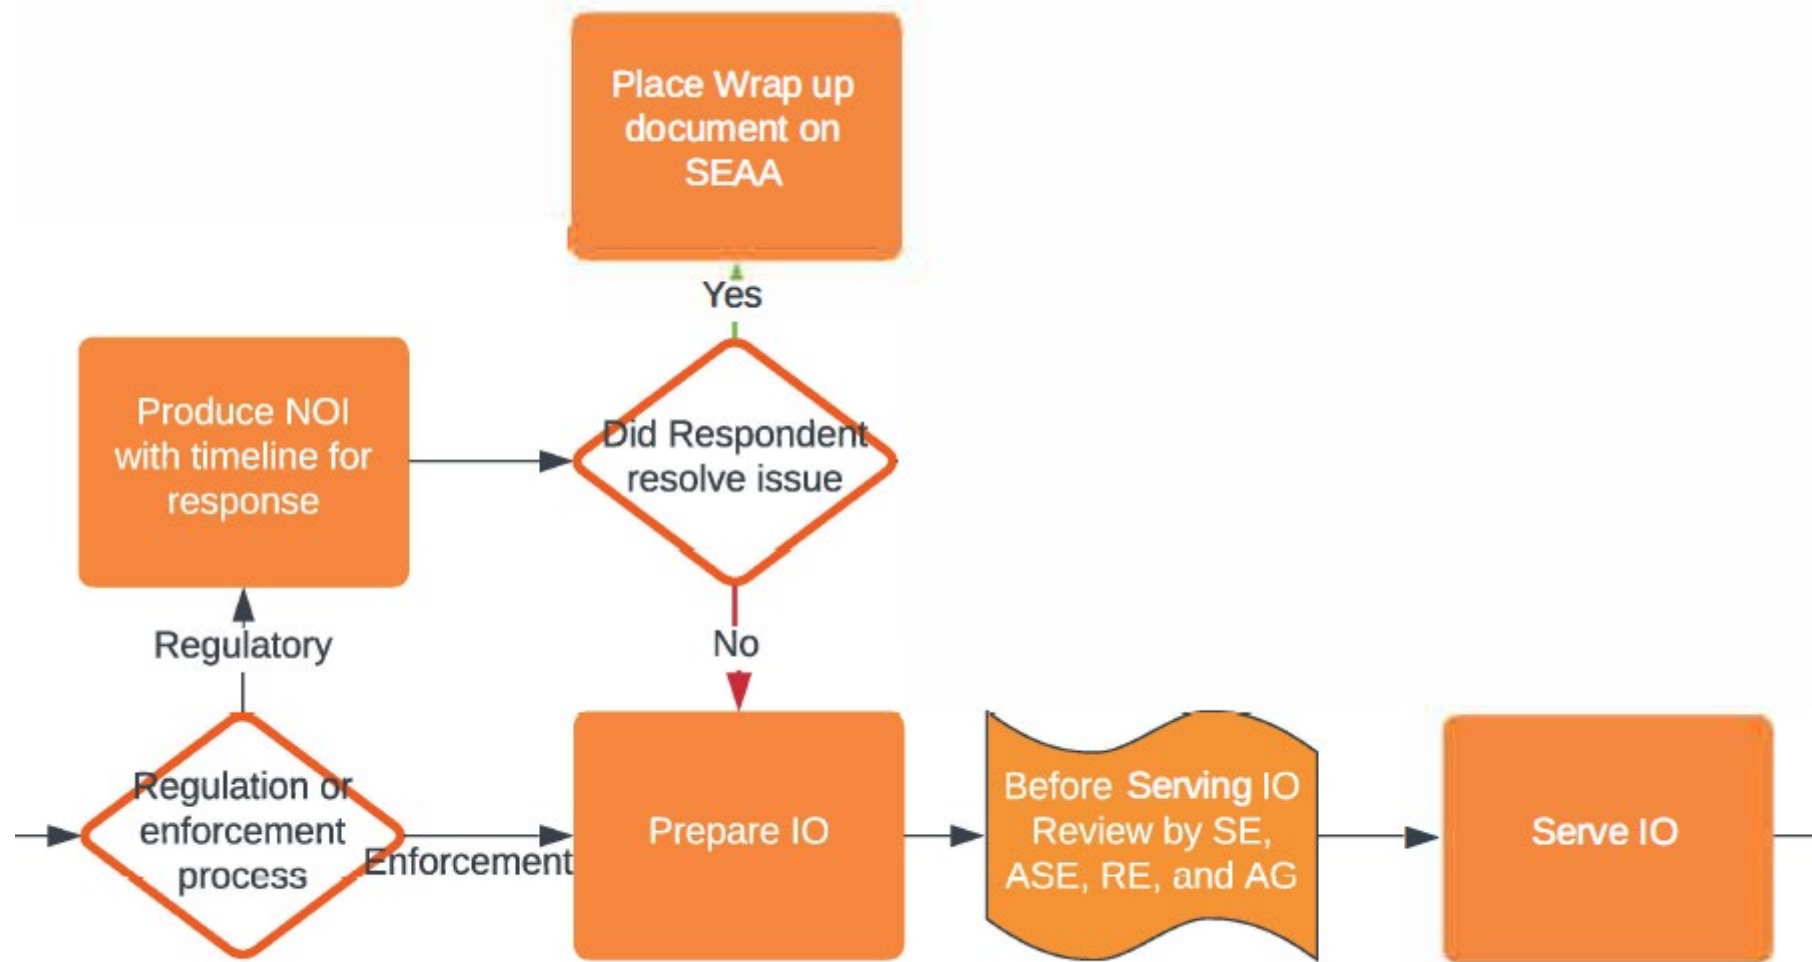 Place Wrap up
document on
SEAA
Yes
Produce NOI
with timeline for
response
Did Respondent
resolve issue
Regulatory
No
Regulation or
enforcement
process
Enforcement
Prepare IO
Before Serving IO
Review by SE,
ASE, RE, and AG
Serve IO